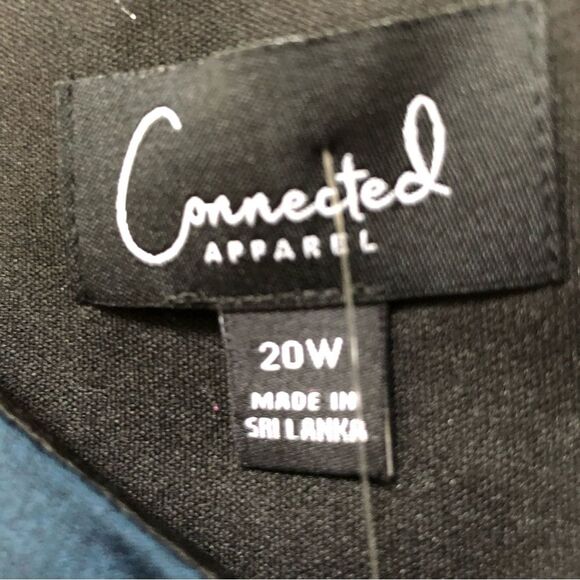 Connected
APPAREL
20W
MADE IN
SRI LANKA